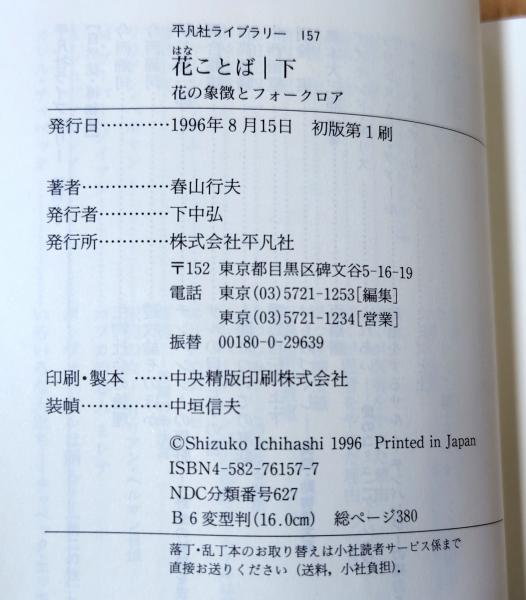 平凡社ライブラリー 157
はな
花ことば|下
花の象徴とフォークロア
発行日…………1996年8月15日 初版第1刷
著者……………春山行夫
発行者…………下中弘
発行所…………株式会社平凡社
〒152 東京都目黒区碑文谷5-16-19
電話 東京(03)5721-1253[編集]
東京(03)5721-1234[営業]
振替 00180-0-29639
印刷・製本 ……中央精版印刷株式会社
装幀……………中垣信夫
©Shizuko Ichihashi 1996 Printed in Japan
ISBN4-582-76157-7
NDC分類番号627
B6変型判(16.0cm) 総ページ380
落丁・乱丁本のお取り替えは小社読者サービス係まで
直接お送りください(送料,小社負担).